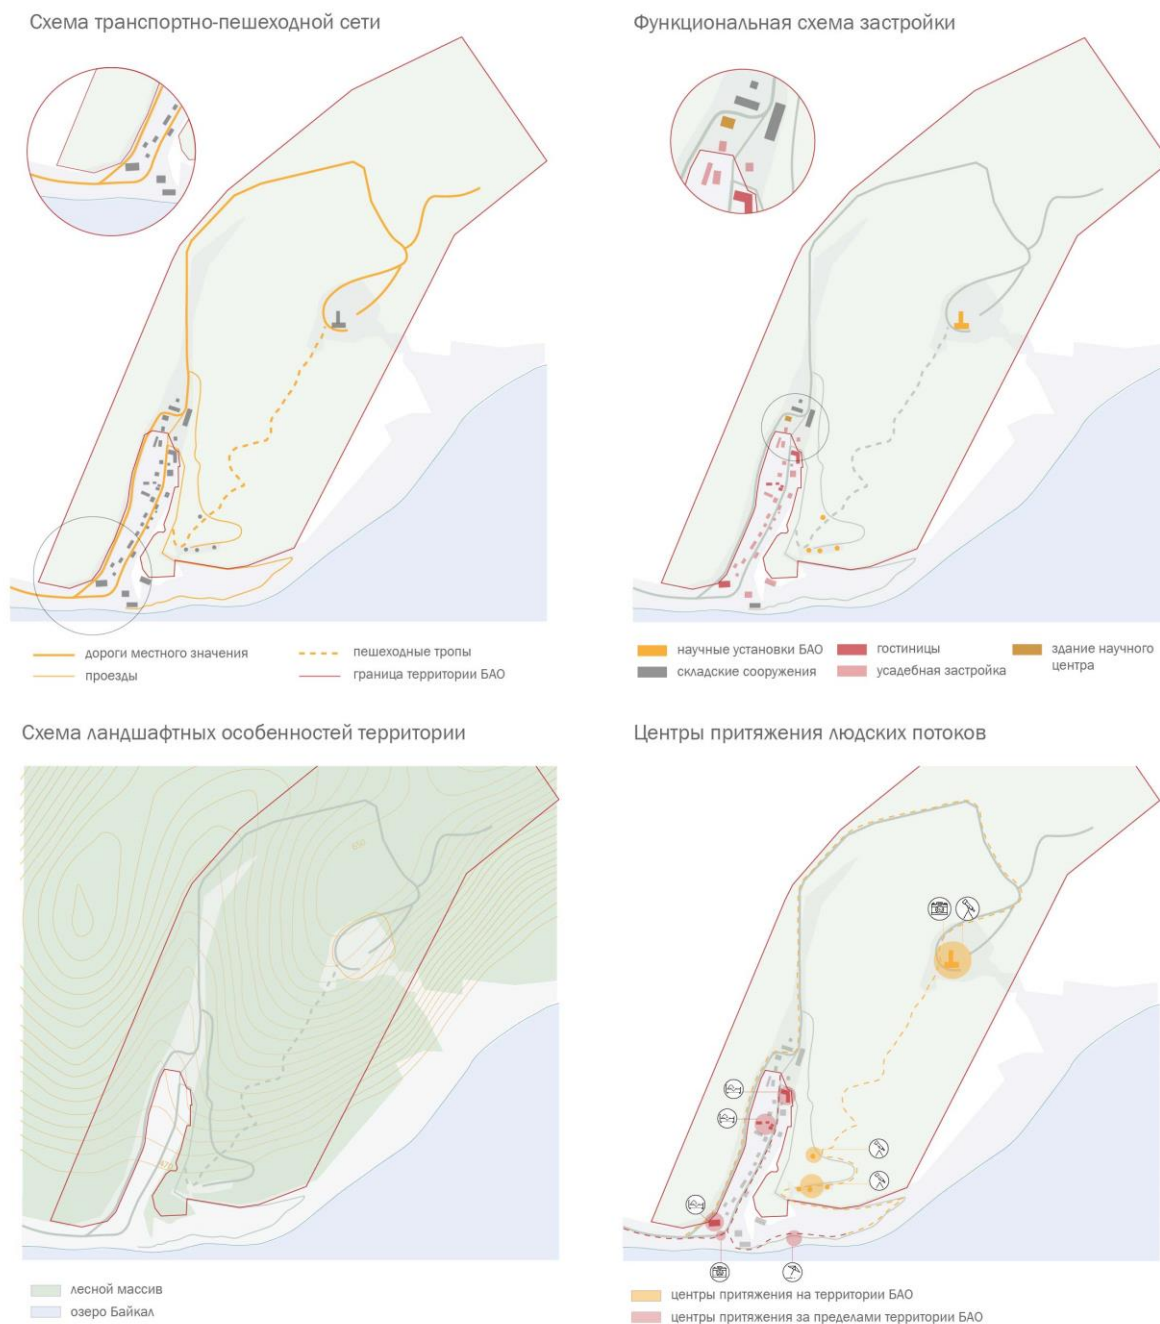 Схема транспортно-пешеходной сети
Функциональная схема застройки
дороги местного значения
пешеходные тропы
проезды
граница территории БАО
научные установки БАО
гостиницы
здание научного
центра
складские сооружения
усадебная застройка
Схема ландшафтных особенностей территории
Центры притяжения людских потоков
лесной массив
озеро Байкал
центры притяжения на территории БАО
центры притяжения за пределами территории БАО